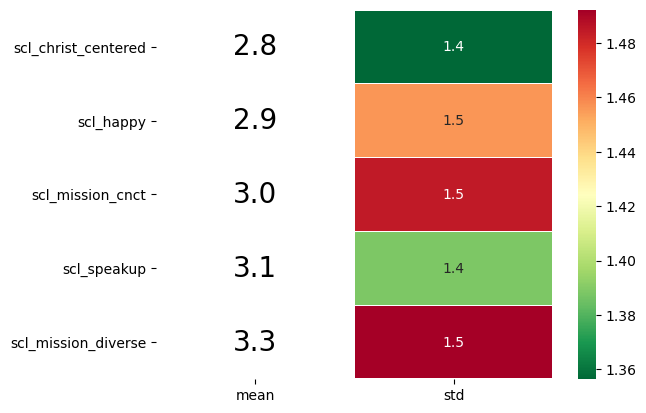 scl_christ_centered 2.8 1.4
scl_happy 2.9 1.5
scl_mission_cnct 3.0 1.5
scl_speakup 3.1 1.4
scl_mission_diverse 3.3 1.5
mean std
1.48
1.46
1.44
1.42
1.40
1.38
1.36